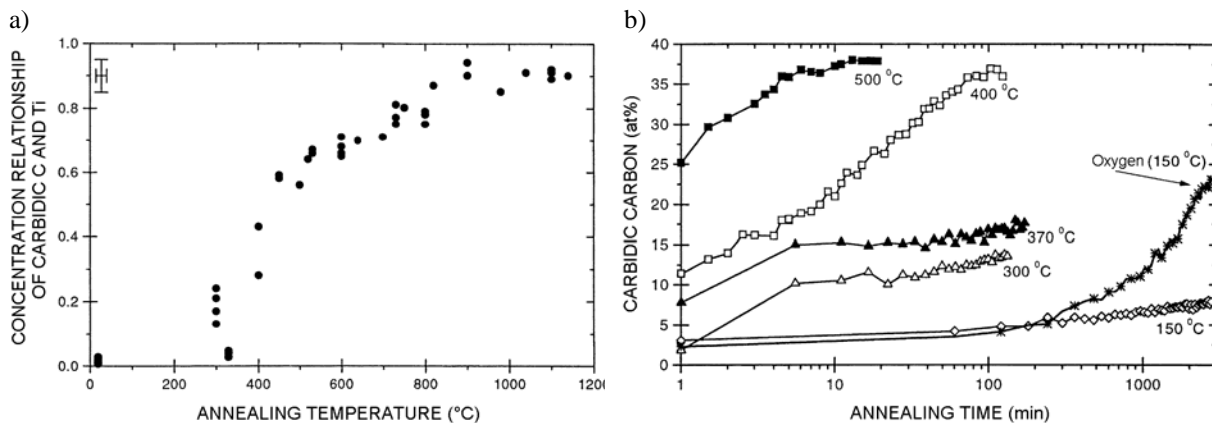 a)
CONCENTRATION RELATIONSHIP
OF CARBIDIC C AND Ti
1.0
0.8
0.6
0.4
0.2
0.0
0
200
400
600
800
1000
1200
ANNEALING TEMPERATURE (°C)
b)
CARBIDIC CARBON (at%)
40
35
30
25
20
15
10
5
0
500 °C
400 °C
Oxygen (150 °C)
370 °C
300 °C
150 °C
1
10
100
1000
ANNEALING TIME (min)